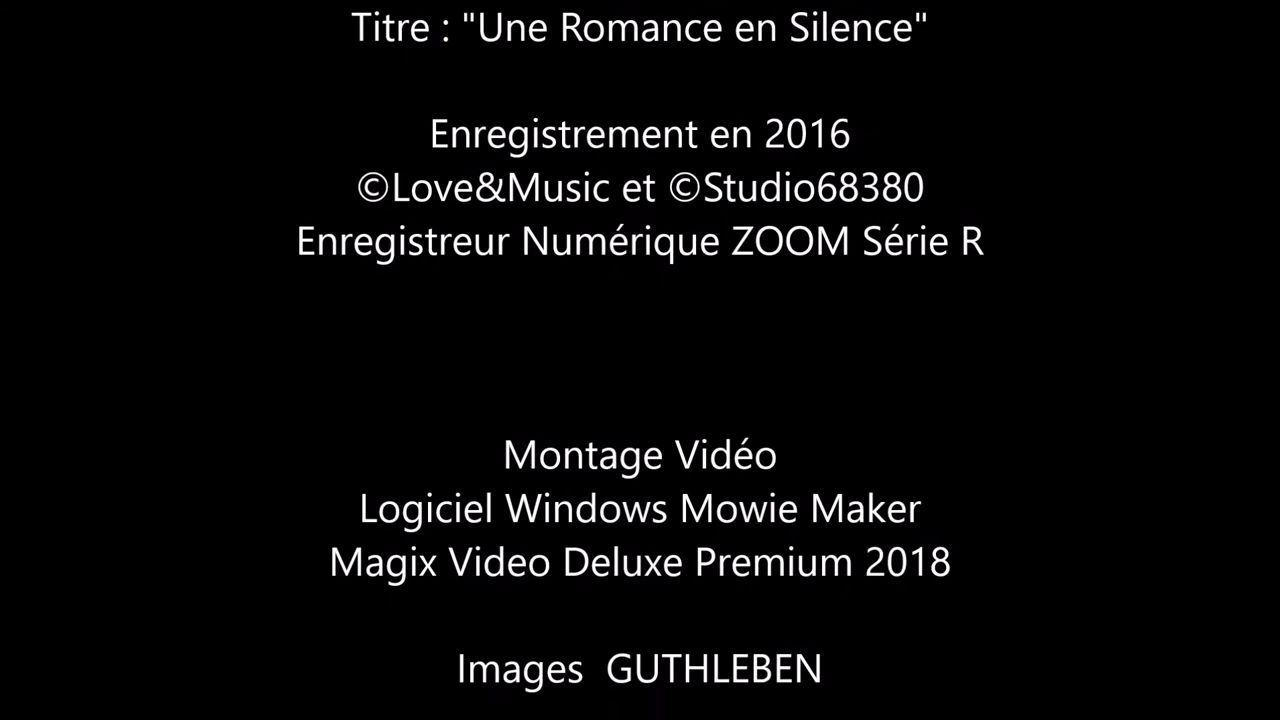 Titre : "Une Romance en Silence"
Enregistrement en 2016
©Love&Music et ©Studio68380
Enregistreur Numérique ZOOM Série R
Montage Vidéo
Logiciel Windows Mowie Maker
Magix Video Deluxe Premium 2018
Images  GUTHLEBEN